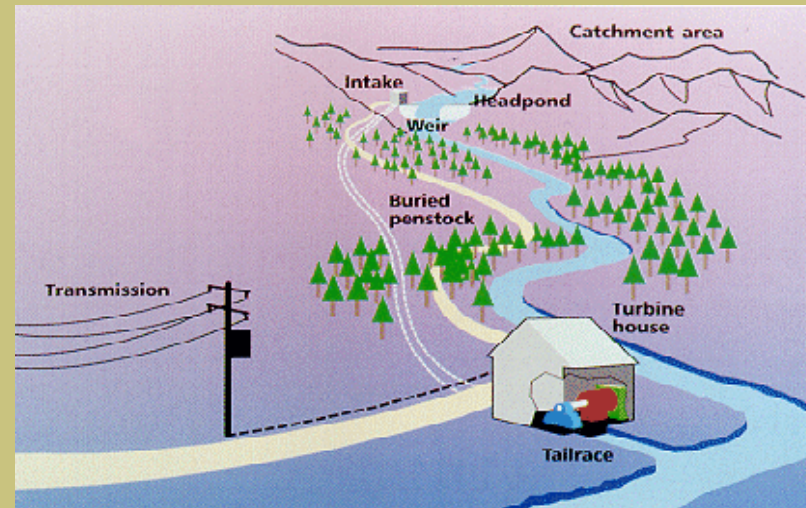 Catchment area
Intake
Headpond
Weir
Buried
penstock
Transmission
Turbine
house
Tailrace